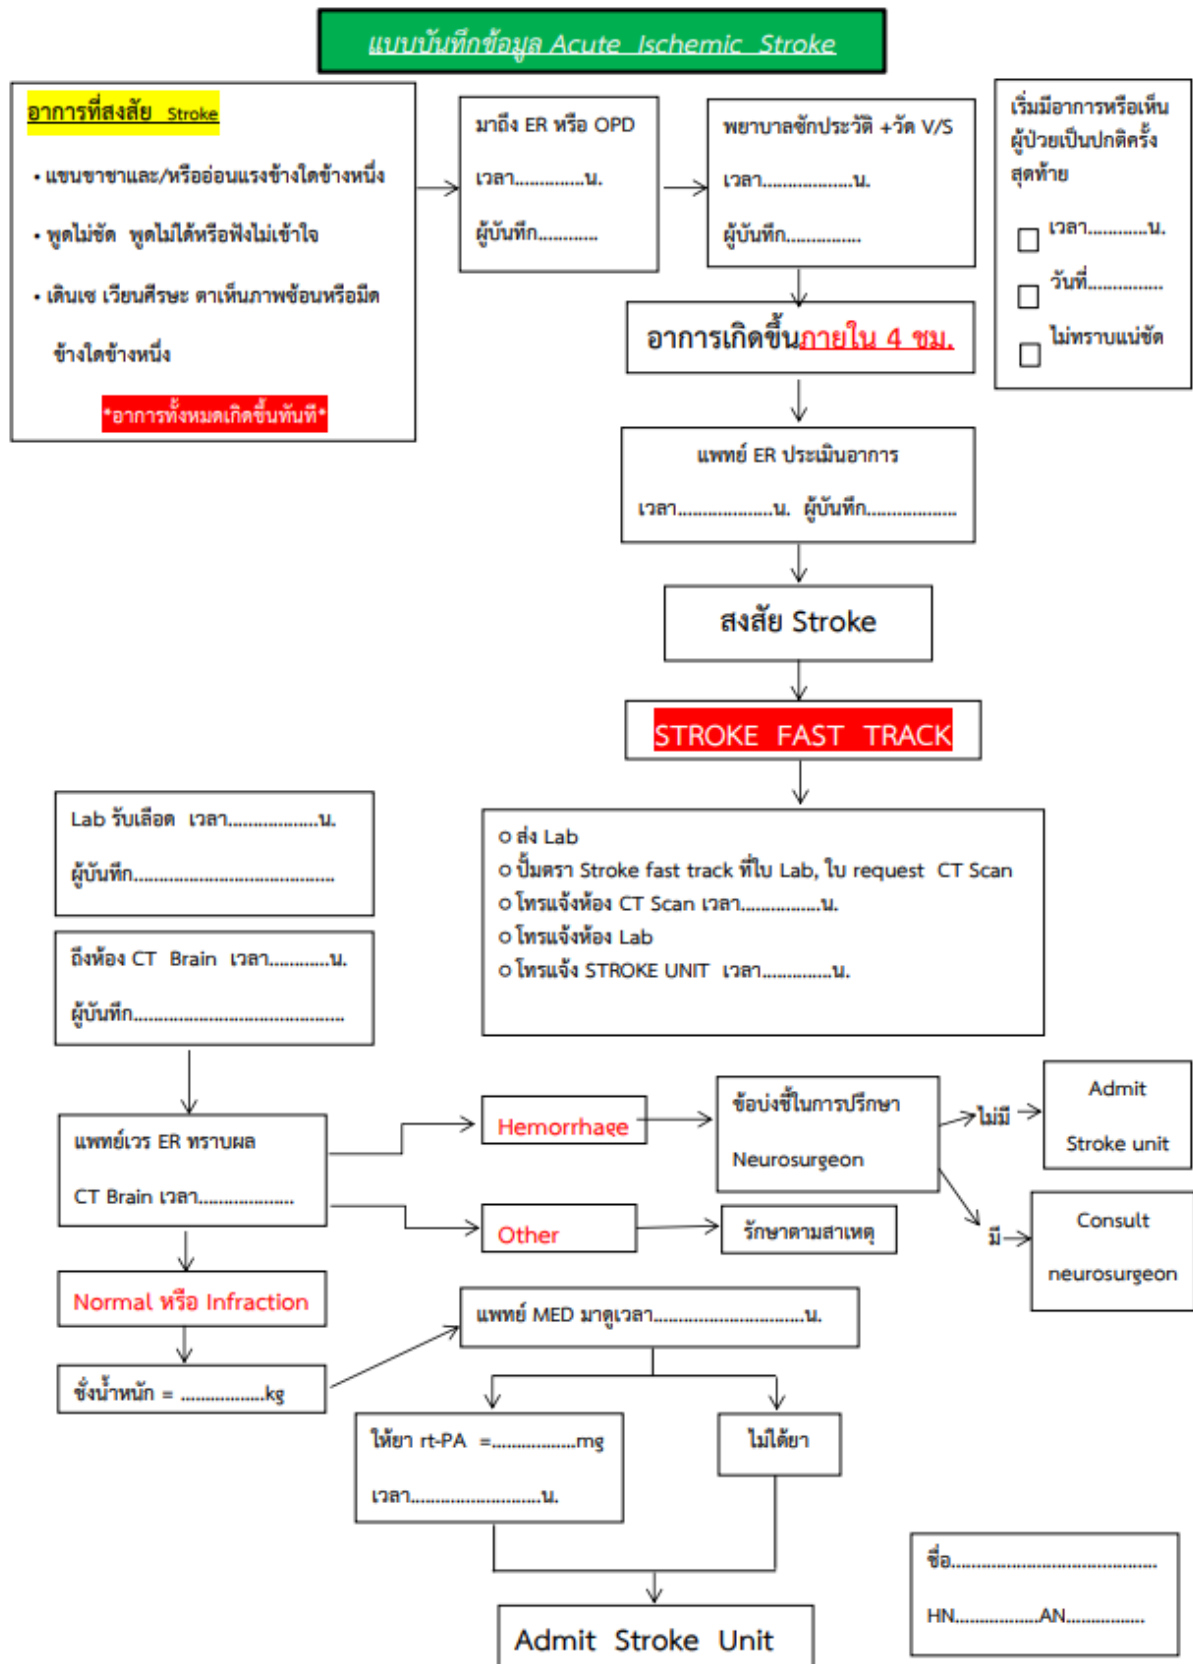 แบบบันทึกข้อมูล Acute Ischemic Stroke
อาการที่สงสัย Stroke
• แขนขาชาและ/หรืออ่อนแรงข้างใดข้างหนึ่ง
• พูดไม่ชัด พูดไม่ได้หรือฟังไม่เข้าใจ
• เดินเซ เวียนศีรษะ ตาเห็นภาพซ้อนหรือมืด
ข้างใดข้างหนึ่ง
*อาการทั้งหมดเกิดขึ้นทันที*
มาถึง ER หรือ OPD
เวลา..............น.
ผู้บันทึก............
พยาบาลซักประวัติ +วัด V/S
เวลา..................น.
ผู้บันทึก...............
เริ่มมีอาการหรือเห็น
ผู้ป่วยเป็นปกติครั้ง
สุดท้าย
☐ เวลา............น.
☐ วันที่...............
☐ ไม่ทราบแน่ชัด
อาการเกิดขึ้นภายใน 4 ชม.
แพทย์ ER ประเมินอาการ
เวลา...................น. ผู้บันทึก..................
สงสัย Stroke
STROKE FAST TRACK
○ ส่ง Lab
○ ปั้มตรา Stroke fast track ที่ใบ Lab, ใบ request CT Scan
○ โทรแจ้งห้อง CT Scan เวลา................น.
○ โทรแจ้งห้อง Lab
○ โทรแจ้ง STROKE UNIT เวลา..............น.
Lab รับเลือด เวลา..................น.
ผู้บันทึก........................................
ถึงห้อง CT Brain เวลา............น.
ผู้บันทึก..........................................
แพทย์เวร ER ทราบผล
CT Brain เวลา...................
Hemorrhage
ข้อบ่งชี้ในการปรึกษา
Neurosurgeon
ไม่มี
Admit
Stroke unit
มี
Consult
neurosurgeon
Other
รักษาตามสาเหตุ
Normal หรือ Infraction
ชั่งน้ำหนัก = .................kg
แพทย์ MED มาดูเวลา..............................น.
ให้ยา rt-PA =.................mg
เวลา..........................น.
ไม่ได้ยา
Admit Stroke Unit
ชื่อ.........................................
HN.................AN................